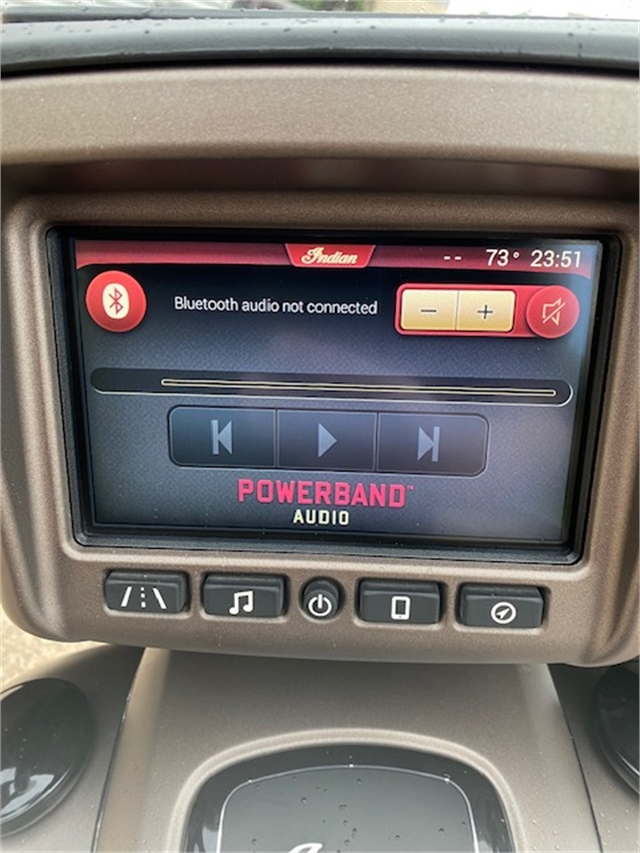 Indian
-- 73° 23:51
Bluetooth audio not connected
− +
POWERBAND™
AUDIO